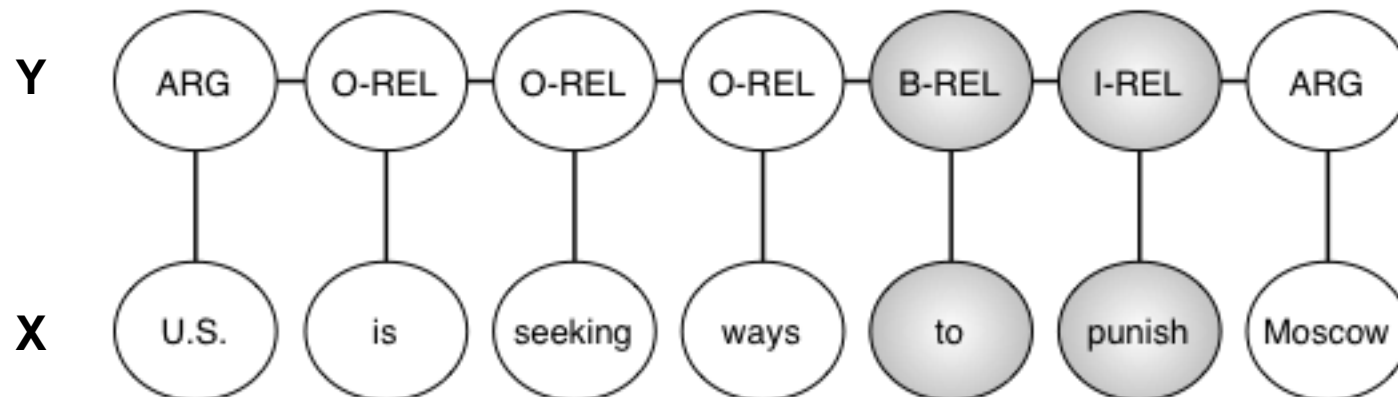 Y ARG O-REL O-REL O-REL B-REL I-REL ARG
X U.S. is seeking ways to punish Moscow